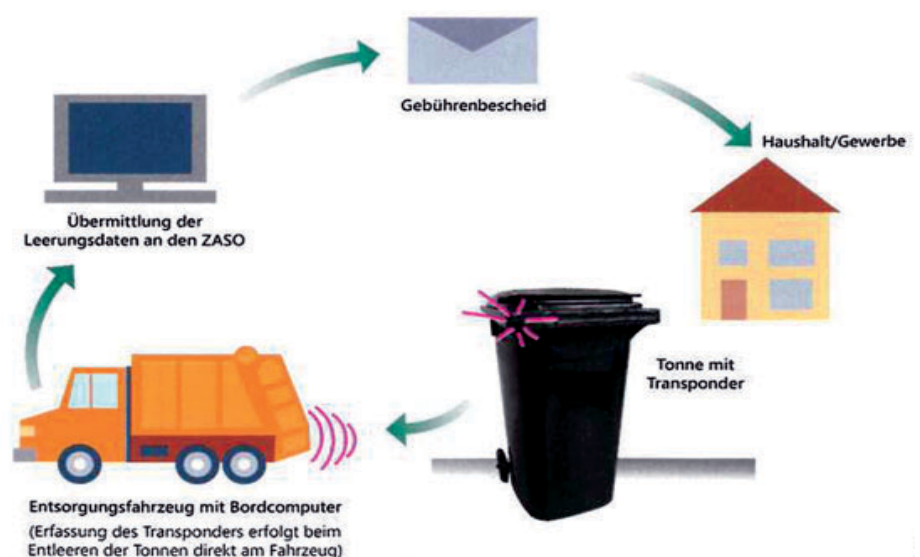 Gebührenbescheid
Haushalt/Gewerbe
Übermittlung der
Leerungsdaten an den ZASO
Tonne mit
Transponder
Entsorgungsfahrzeug mit Bordcomputer
(Erfassung des Transponders erfolgt beim
Entleeren der Tonnen direkt am Fahrzeug)